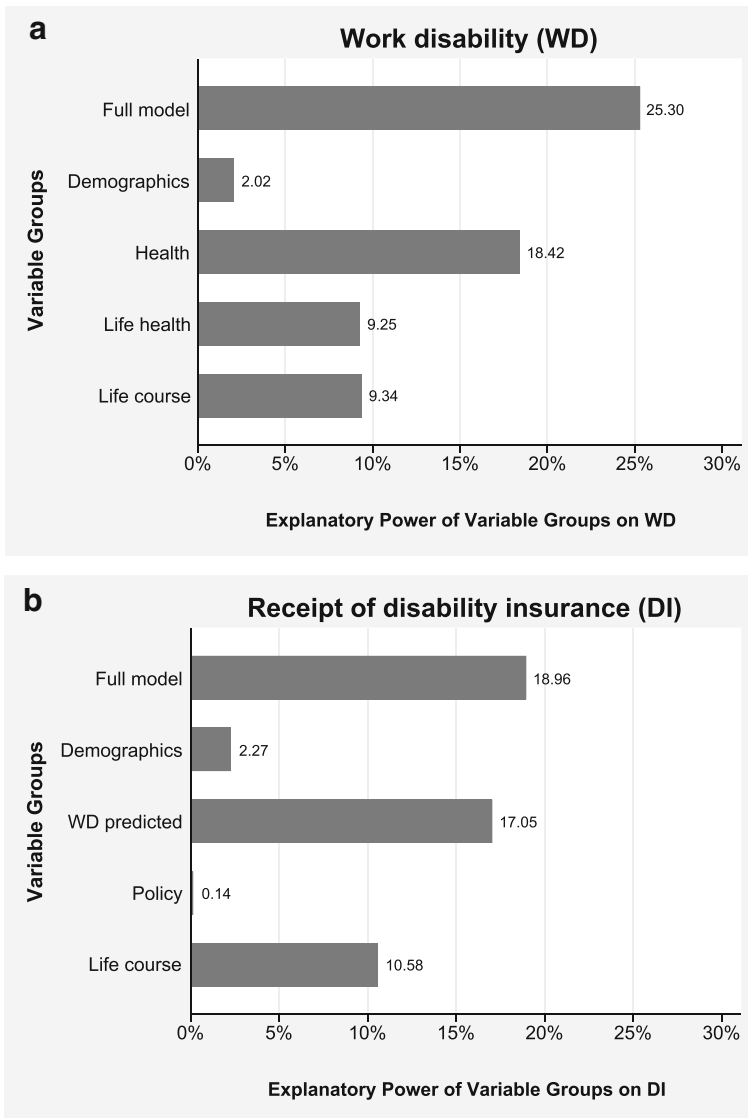 a
Work disability (WD)
Variable Groups
Full model 25.30
Demographics 2.02
Health 18.42
Life health 9.25
Life course 9.34
0% 5% 10% 15% 20% 25% 30%
Explanatory Power of Variable Groups on WD
b
Receipt of disability insurance (DI)
Variable Groups
Full model 18.96
Demographics 2.27
WD predicted 17.05
Policy 0.14
Life course 10.58
0% 5% 10% 15% 20% 25% 30%
Explanatory Power of Variable Groups on DI